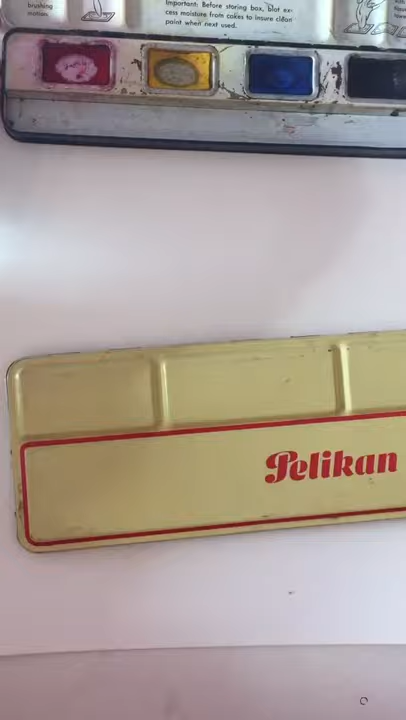 brushing
motion.
Important: Before storing box, blot ex-
cess moisture from cakes to insure clean
paint when next used.
Pelikan